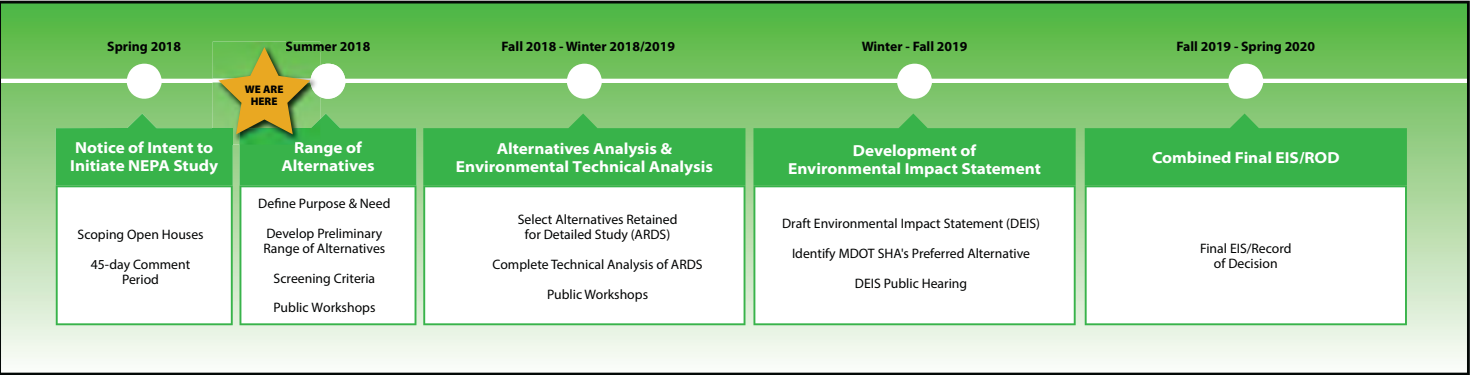 Spring 2018
Summer 2018
Fall 2018 - Winter 2018/2019
Winter - Fall 2019
Fall 2019 - Spring 2020
WE ARE
HERE
Notice of Intent to
Initiate NEPA Study
Scoping Open Houses
45-day Comment
Period
Range of
Alternatives
Define Purpose & Need
Develop Preliminary
Range of Alternatives
Screening Criteria
Public Workshops
Alternatives Analysis &
Environmental Technical Analysis
Select Alternatives Retained
for Detailed Study (ARDS)
Complete Technical Analysis of ARDS
Public Workshops
Development of
Environmental Impact Statement
Draft Environmental Impact Statement (DEIS)
Identify MDOT SHA's Preferred Alternative
DEIS Public Hearing
Combined Final EIS/ROD
Final EIS/Record
of Decision